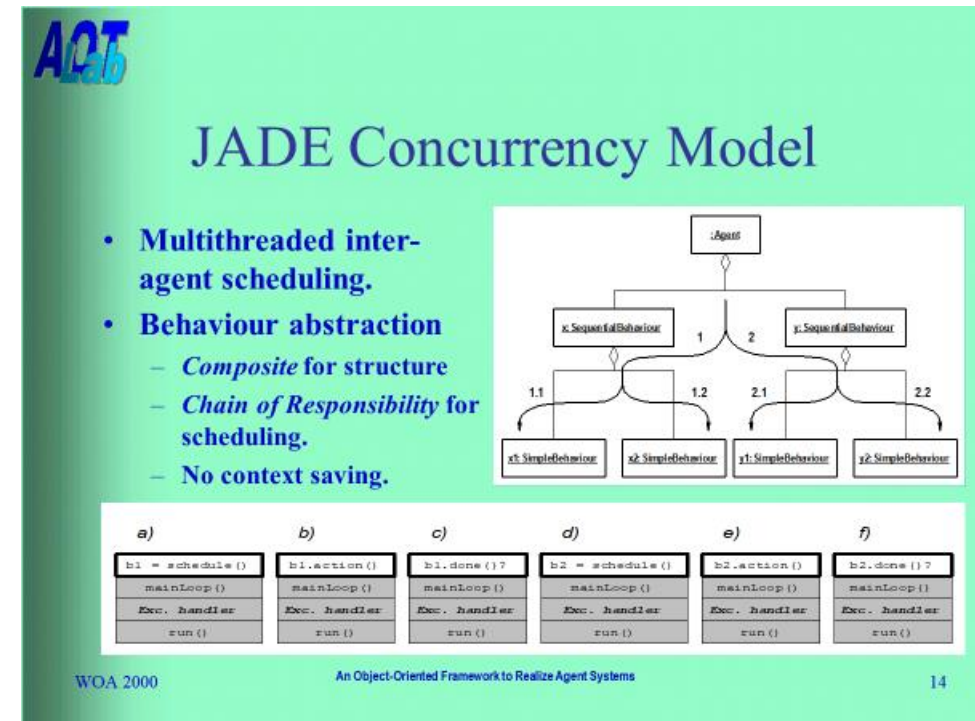 AOT
Lab
JADE Concurrency Model
• Multithreaded inter-
agent scheduling.
• Behaviour abstraction
– Composite for structure
– Chain of Responsibility for
scheduling.
– No context saving.
:Agent
x: SequentialBehaviour
y: SequentialBehaviour
1 2
1.1 1.2 2.1 2.2
x1: SimpleBehaviour x2: SimpleBehaviour y1: SimpleBehaviour y2: SimpleBehaviour
a) b) c) d) e) f)
b1 = schedule() b1.action() b1.done()? b2 = schedule() b2.action() b2.done()?
mainLoop() mainLoop() mainLoop() mainLoop() mainLoop() mainLoop()
Exc. handler Exc. handler Exc. handler Exc. handler Exc. handler Exc. handler
run() run() run() run() run() run()
WOA 2000 An Object-Oriented Framework to Realize Agent Systems 14